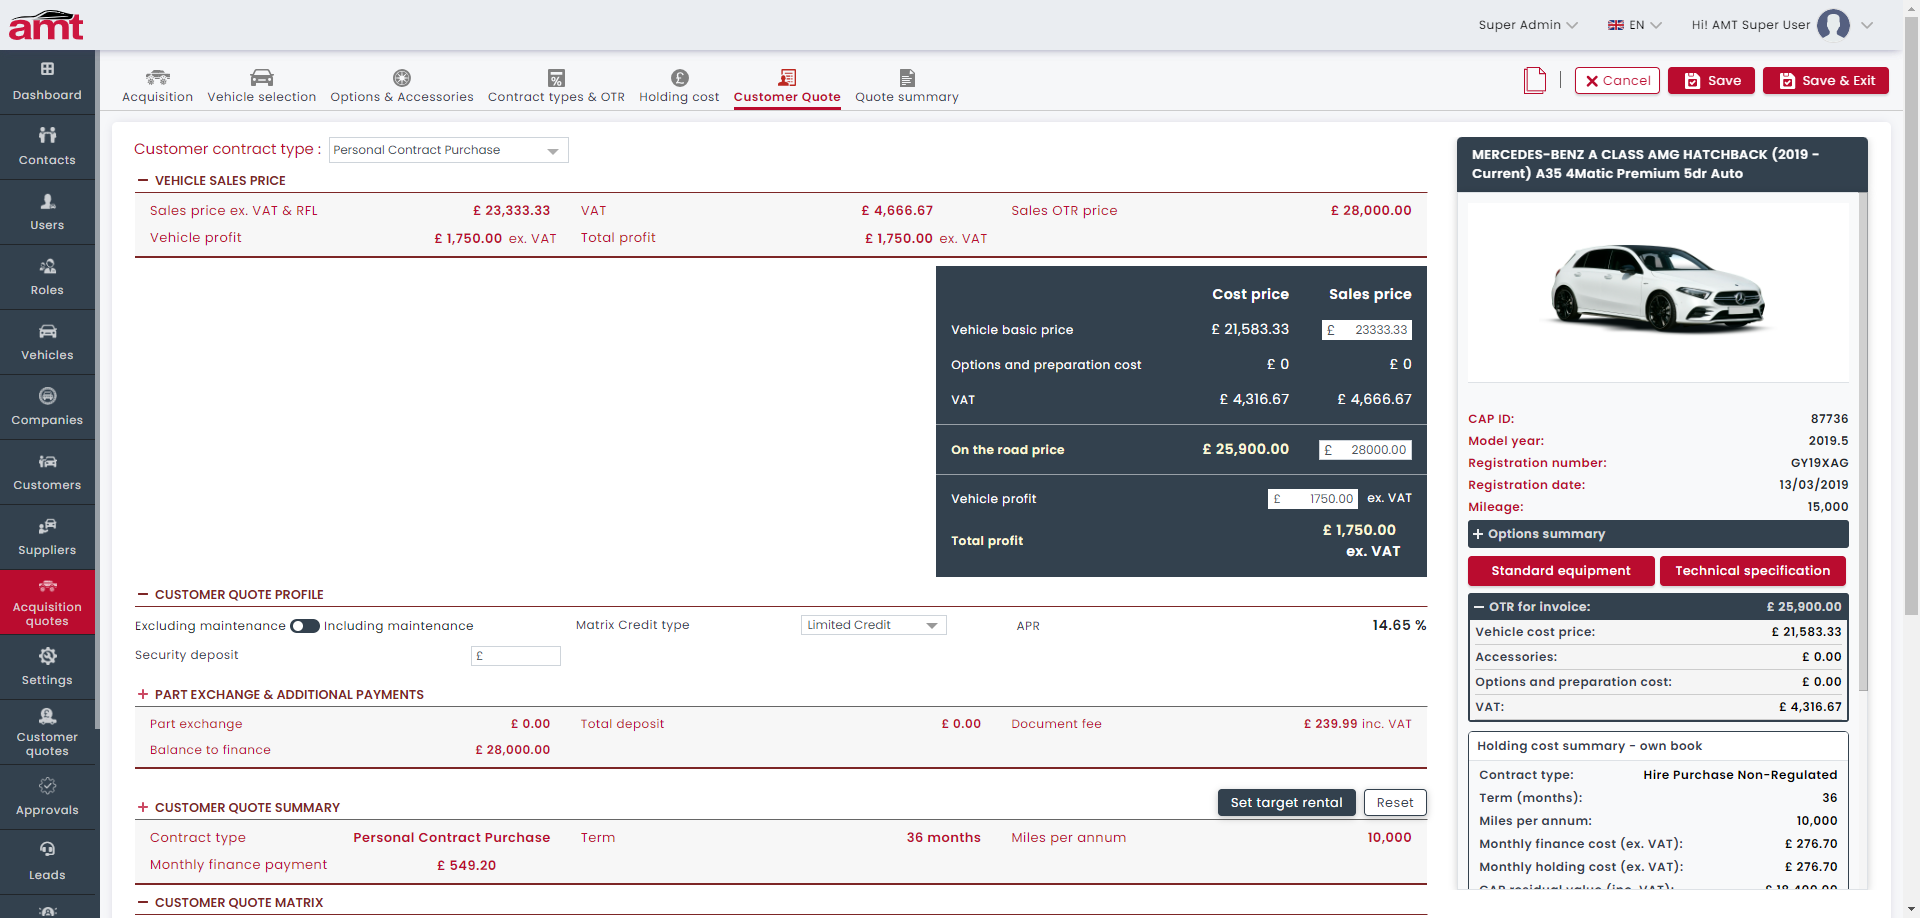 amt
Super Admin
EN
Hi! AMT Super User
Dashboard
Contacts
Users
Roles
Vehicles
Companies
Customers
Suppliers
Acquisition
quotes
Settings
Customer
quotes
Approvals
Leads
Acquisition
Vehicle selection
Options & Accessories
Contract types & OTR
Holding cost
Customer Quote
Quote summary
Cancel
Save
Save & Exit
Customer contract type : Personal Contract Purchase
VEHICLE SALES PRICE
Sales price ex. VAT & RFL £ 23,333.33 VAT £ 4,666.67 Sales OTR price £ 28,000.00
Vehicle profit £ 1,750.00 ex. VAT Total profit £ 1,750.00 ex. VAT
Cost price Sales price
Vehicle basic price £ 21,583.33 £ 23333.33
Options and preparation cost £ 0 £ 0
VAT £ 4,316.67 £ 4,666.67
On the road price £ 25,900.00 £ 28000.00
Vehicle profit £ 1750.00 ex. VAT
Total profit £ 1,750.00
ex. VAT
CUSTOMER QUOTE PROFILE
Excluding maintenance Including maintenance Matrix Credit type Limited Credit APR 14.65 %
Security deposit £
PART EXCHANGE & ADDITIONAL PAYMENTS
Part exchange £ 0.00 Total deposit £ 0.00 Document fee £ 239.99 inc. VAT
Balance to finance £ 28,000.00
CUSTOMER QUOTE SUMMARY Set target rental Reset
Contract type Personal Contract Purchase Term 36 months Miles per annum 10,000
Monthly finance payment £ 549.20
CUSTOMER QUOTE MATRIX
MERCEDES-BENZ A CLASS AMG HATCHBACK (2019 -
Current) A35 4Matic Premium 5dr Auto
CAP ID: 87736
Model year: 2019.5
Registration number: GY19XAG
Registration date: 13/03/2019
Mileage: 15,000
Options summary
Standard equipment Technical specification
OTR for invoice: £ 25,900.00
Vehicle cost price: £ 21,583.33
Accessories: £ 0.00
Options and preparation cost: £ 0.00
VAT: £ 4,316.67
Holding cost summary - own book
Contract type: Hire Purchase Non-Regulated
Term (months): 36
Miles per annum: 10,000
Monthly finance cost (ex. VAT): £ 276.70
Monthly holding cost (ex. VAT): £ 276.70
CAP residual value (inc. VAT): £ 18,400.00